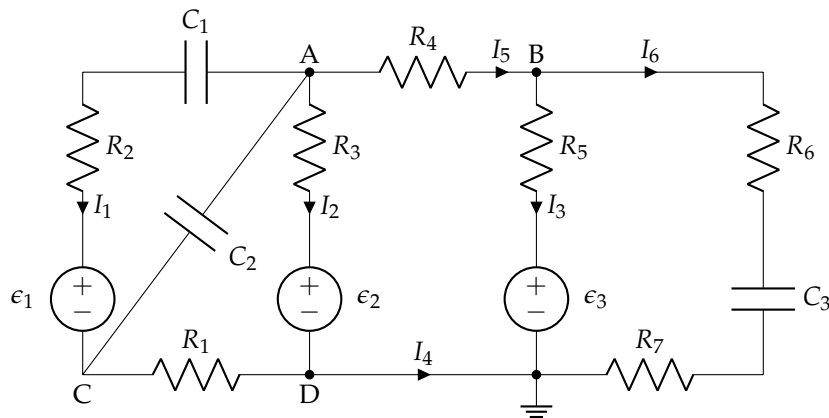 C₁
A
R₄
I₅
B
I₆
R₂
R₃
R₅
R₆
I₁
C₂
I₂
I₃
ϵ₁
+
−
ϵ₂
+
−
ϵ₃
+
−
C₃
R₁
I₄
R₇
C
D